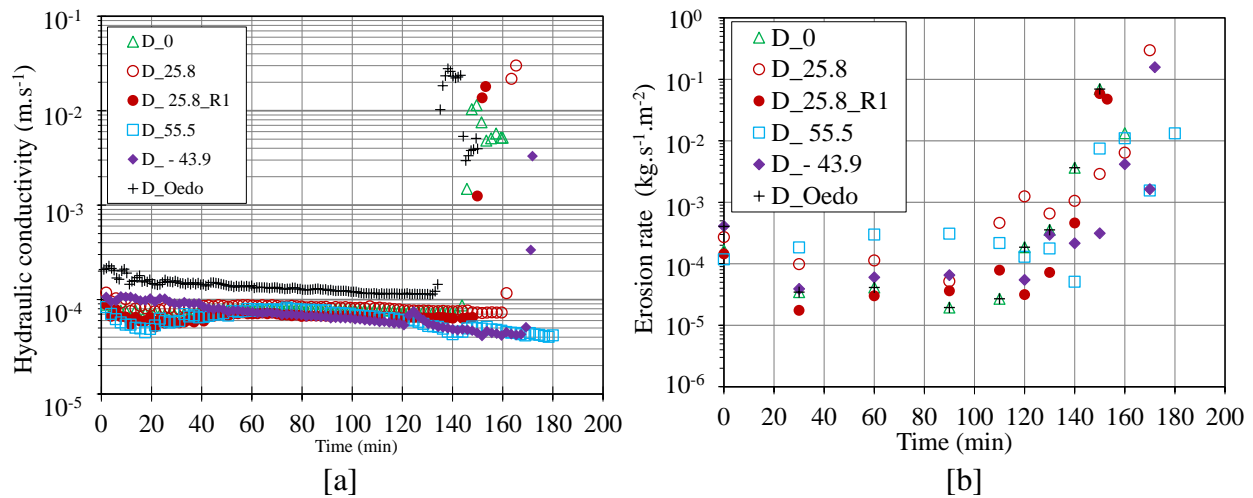 Hydraulic conductivity (m.s-1)
10-1
10-2
10-3
10-4
10-5
D_0
D_25.8
D_ 25.8_R1
D_55.5
D_ - 43.9
D_Oedo
0 20 40 60 80 100 120 140 160 180 200
Time (min)
[a]
Erosion rate (kg.s-1.m-2)
100
10-1
10-2
10-3
10-4
10-5
10-6
D_0
D_25.8
D_25.8_R1
D_ 55.5
D_- 43.9
D_Oedo
0 20 40 60 80 100 120 140 160 180 200
Time (min)
[b]